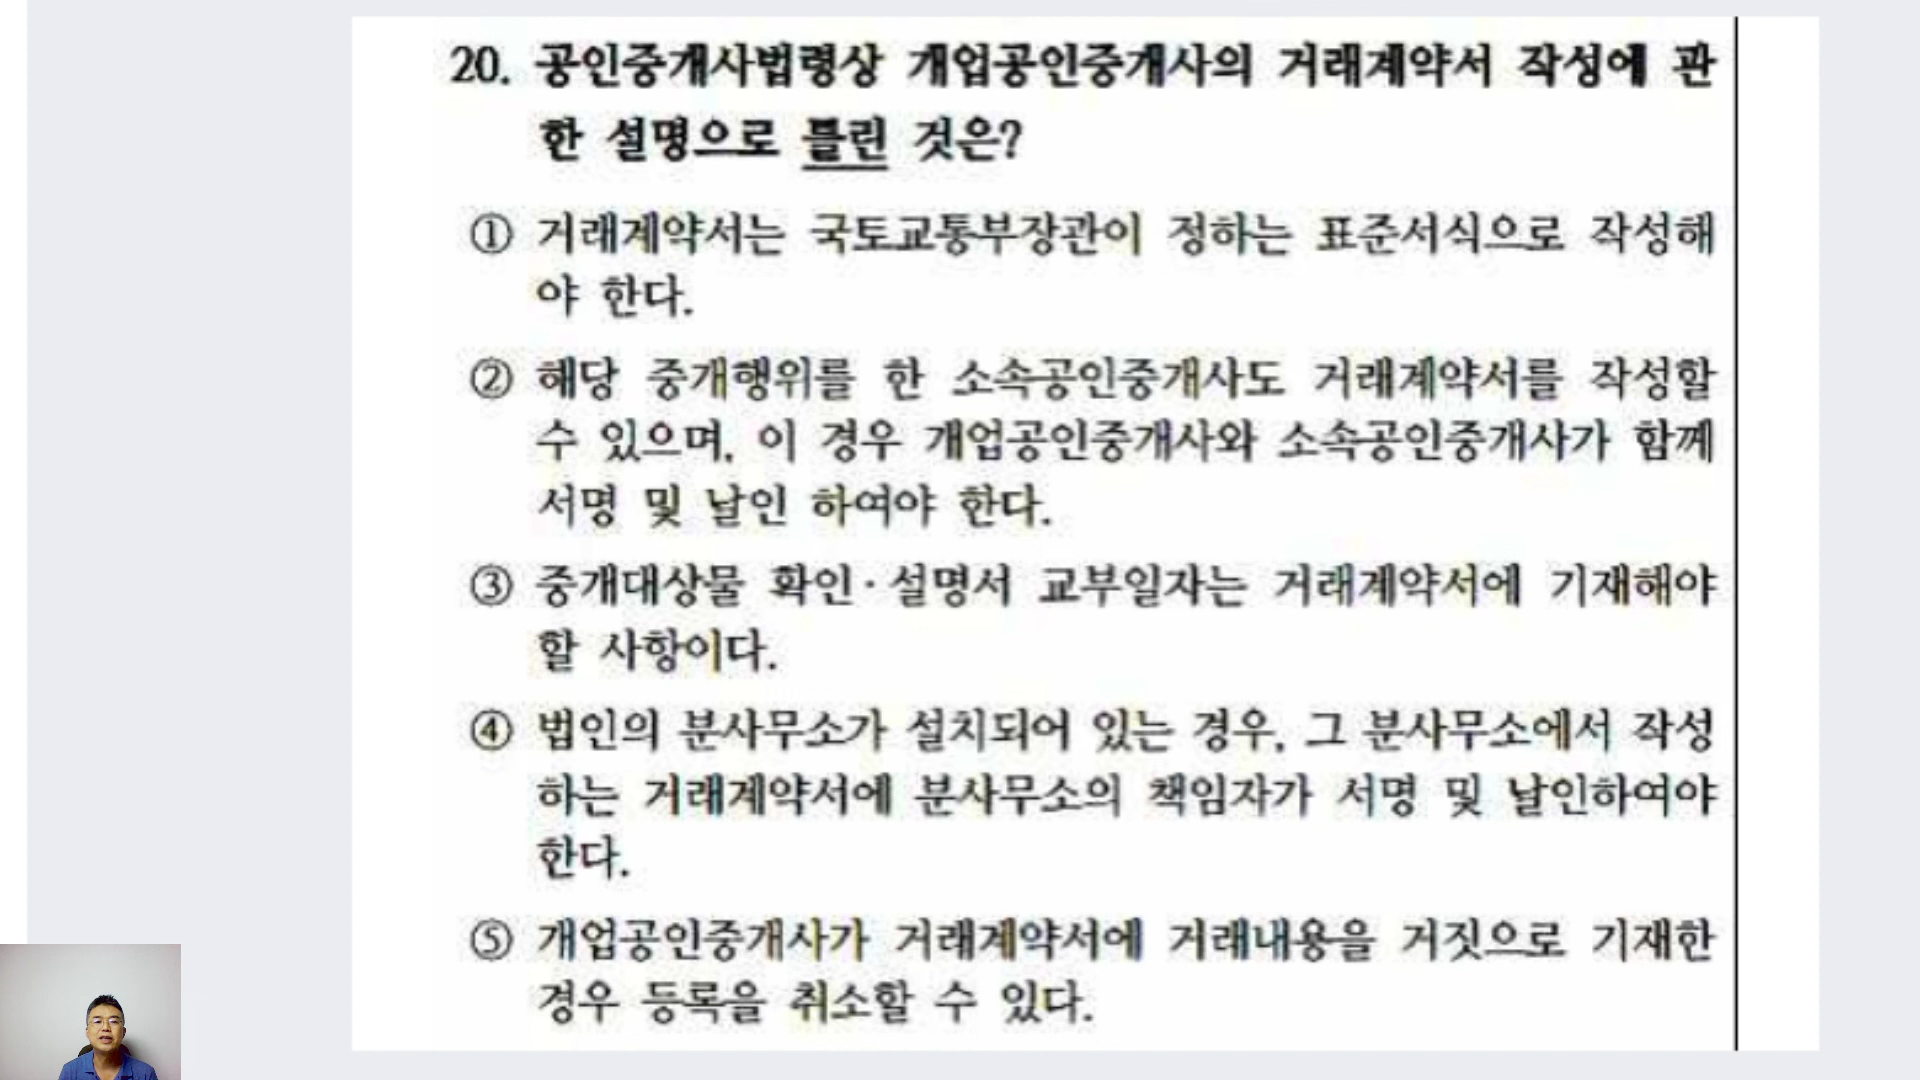 20. 공인중개사법령상 개업공인중개사의 거래계약서 작성에 관
한 설명으로 틀린 것은?
① 거래계약서는 국토교통부장관이 정하는 표준서식으로 작성해
야 한다.
② 해당 중개행위를 한 소속공인중개사도 거래계약서를 작성할
수 있으며, 이 경우 개업공인중개사와 소속공인중개사가 함께
서명 및 날인 하여야 한다.
③ 중개대상물 확인·설명서 교부일자는 거래계약서에 기재해야
할 사항이다.
④ 법인의 분사무소가 설치되어 있는 경우, 그 분사무소에서 작성
하는 거래계약서에 분사무소의 책임자가 서명 및 날인하여야
한다.
⑤ 개업공인중개사가 거래계약서에 거래내용을 거짓으로 기재한
경우 등록을 취소할 수 있다.